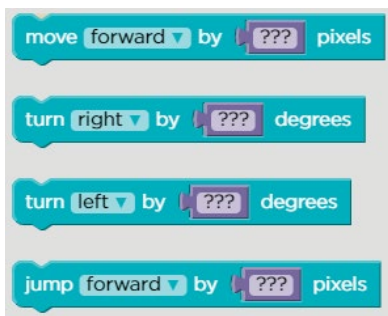 move forward by ??? pixels
turn right by ??? degrees
turn left by ??? degrees
jump forward by ??? pixels